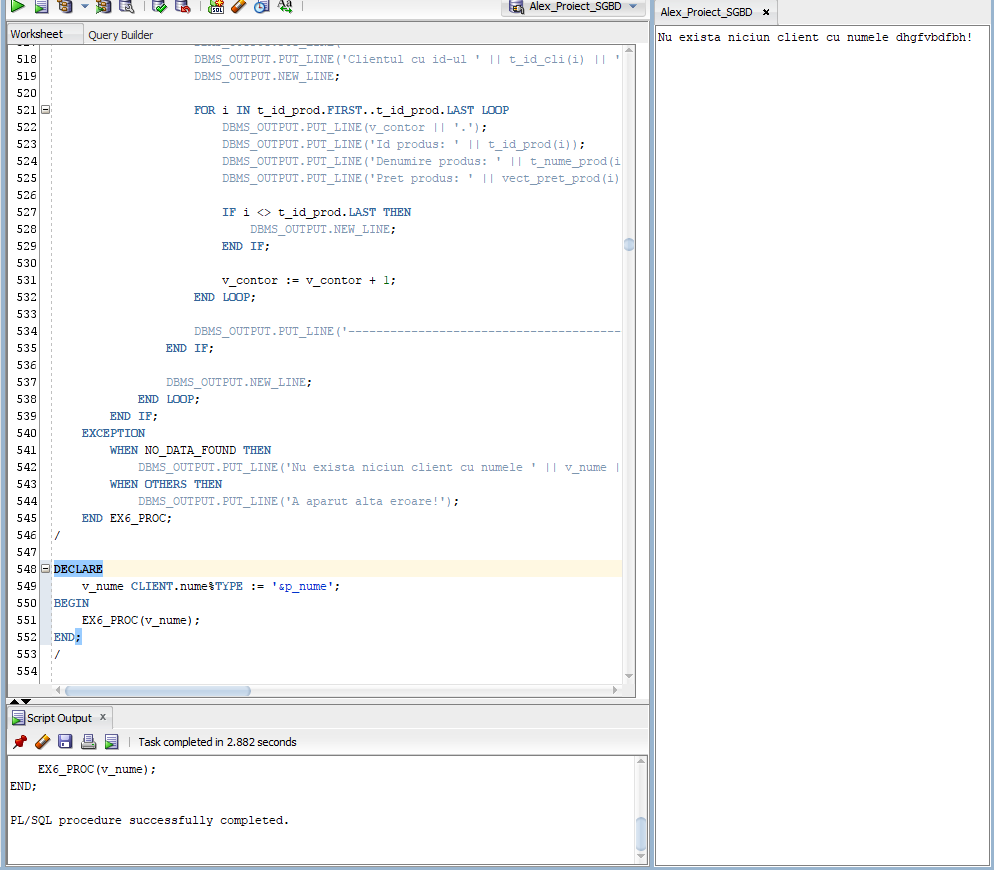 Alex_Proiect_SGBD
Worksheet Query Builder
518 DBMS_OUTPUT.PUT_LINE('Clientul cu id-ul ' || t_id_cli(i) || '
519 DBMS_OUTPUT.NEW_LINE;
520
521 FOR i IN t_id_prod.FIRST..t_id_prod.LAST LOOP
522 DBMS_OUTPUT.PUT_LINE(v_contor || '.');
523 DBMS_OUTPUT.PUT_LINE('Id produs: ' || t_id_prod(i));
524 DBMS_OUTPUT.PUT_LINE('Denumire produs: ' || t_nume_prod(i
525 DBMS_OUTPUT.PUT_LINE('Pret produs: ' || vect_pret_prod(i)
526
527 IF i <> t_id_prod.LAST THEN
528 DBMS_OUTPUT.NEW_LINE;
529 END IF;
530
531 v_contor := v_contor + 1;
532 END LOOP;
533
534 DBMS_OUTPUT.PUT_LINE('---------------------------------------
535 END IF;
536
537 DBMS_OUTPUT.NEW_LINE;
538 END LOOP;
539 END IF;
540 EXCEPTION
541 WHEN NO_DATA_FOUND THEN
542 DBMS_OUTPUT.PUT_LINE('Nu exista niciun client cu numele ' || v_nume |
543 WHEN OTHERS THEN
544 DBMS_OUTPUT.PUT_LINE('A aparut alta eroare!');
545 END EX6_PROC;
546 /
547
548 DECLARE
549 v_nume CLIENT.nume%TYPE := '&p_nume';
550 BEGIN
551 EX6_PROC(v_nume);
552 END;
553 /
554
Script Output x
Task completed in 2.882 seconds
EX6_PROC(v_nume);
END;
PL/SQL procedure successfully completed.
Alex_Proiect_SGBD x
Nu exista niciun client cu numele dhgfvbdfbh!